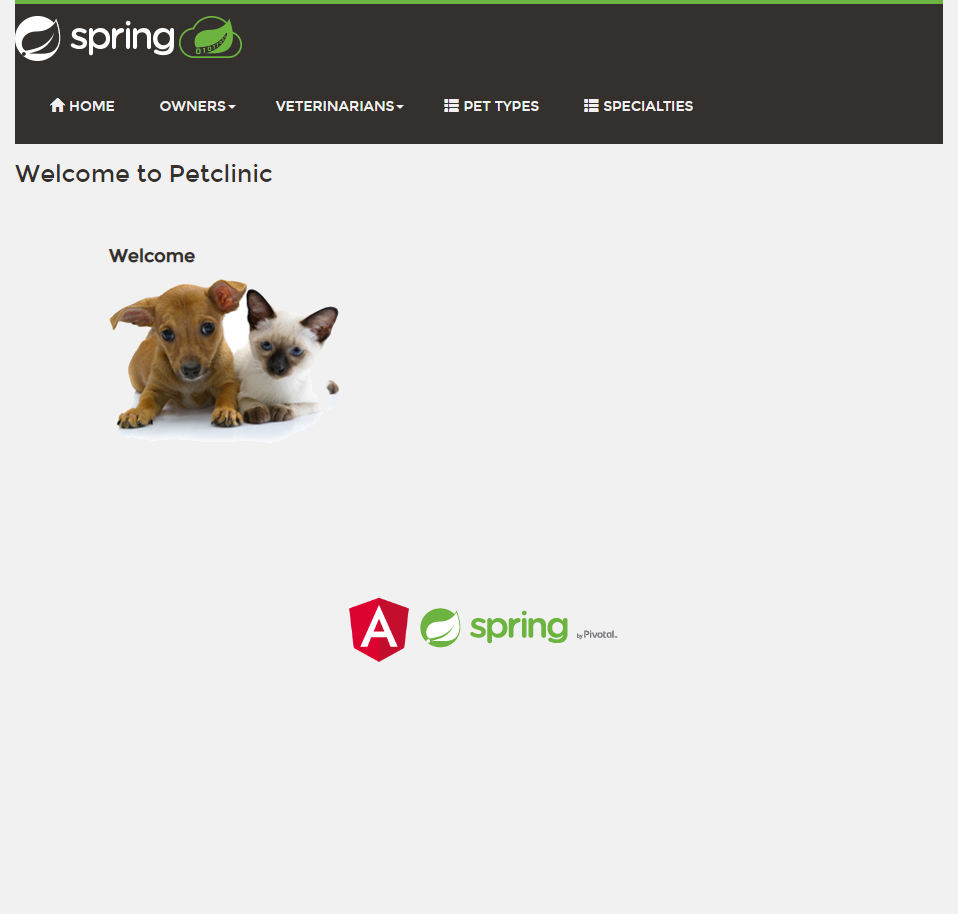 spring
HOME OWNERS VETERINARIANS PET TYPES SPECIALTIES
Welcome to Petclinic
Welcome
A spring by Pivotal.